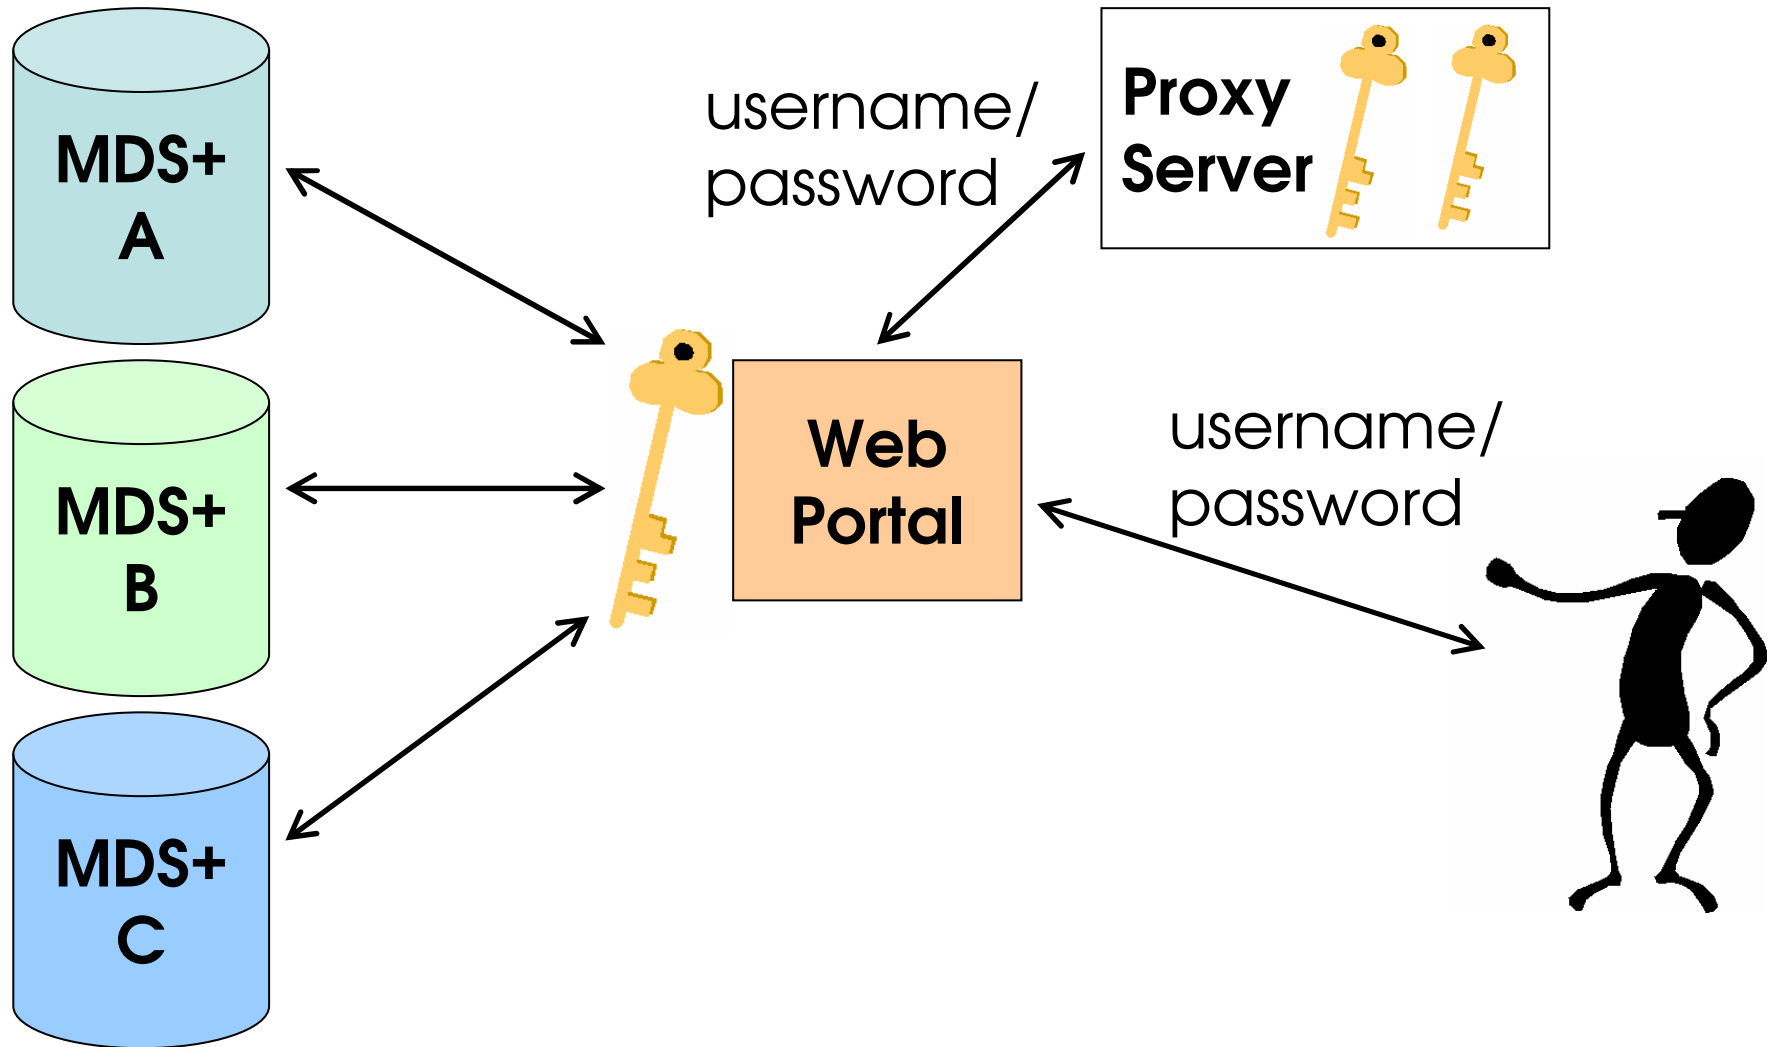 MDS+
A
MDS+
B
MDS+
C
username/
password
Proxy
Server
Web
Portal
username/
password